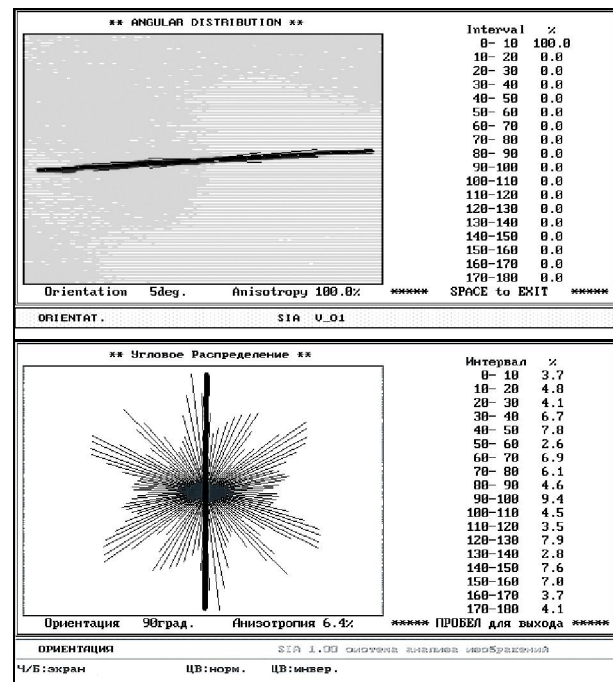 ** ANGULAR DISTRIBUTION **
Interval %
0- 10 100.0
10- 20 0.0
20- 30 0.0
30- 40 0.0
40- 50 0.0
50- 60 0.0
60- 70 0.0
70- 80 0.0
80- 90 0.0
90-100 0.0
100-110 0.0
110-120 0.0
120-130 0.0
130-140 0.0
140-150 0.0
150-160 0.0
160-170 0.0
170-180 0.0
Orientation 5deg. Anisotropy 100.0% ***** SPACE to EXIT *****
ORIENTAT. SIA V_01
** Угловое Распределение **
Интервал %
0- 10 3.7
10- 20 4.8
20- 30 4.1
30- 40 6.7
40- 50 7.8
50- 60 2.6
60- 70 6.9
70- 80 6.1
80- 90 4.6
90-100 9.4
100-110 4.5
110-120 3.5
120-130 7.9
130-140 2.8
140-150 7.6
150-160 7.0
160-170 3.7
170-180 4.1
Ориентация 90град. Анизотропия 6.4% ***** ПРОБЕЛ для выхода *****
ОРИЕНТАЦИЯ SIA 1.00 система анализа изображений
Ч/Б:экран ЦВ:норм. ЦВ:инвер.